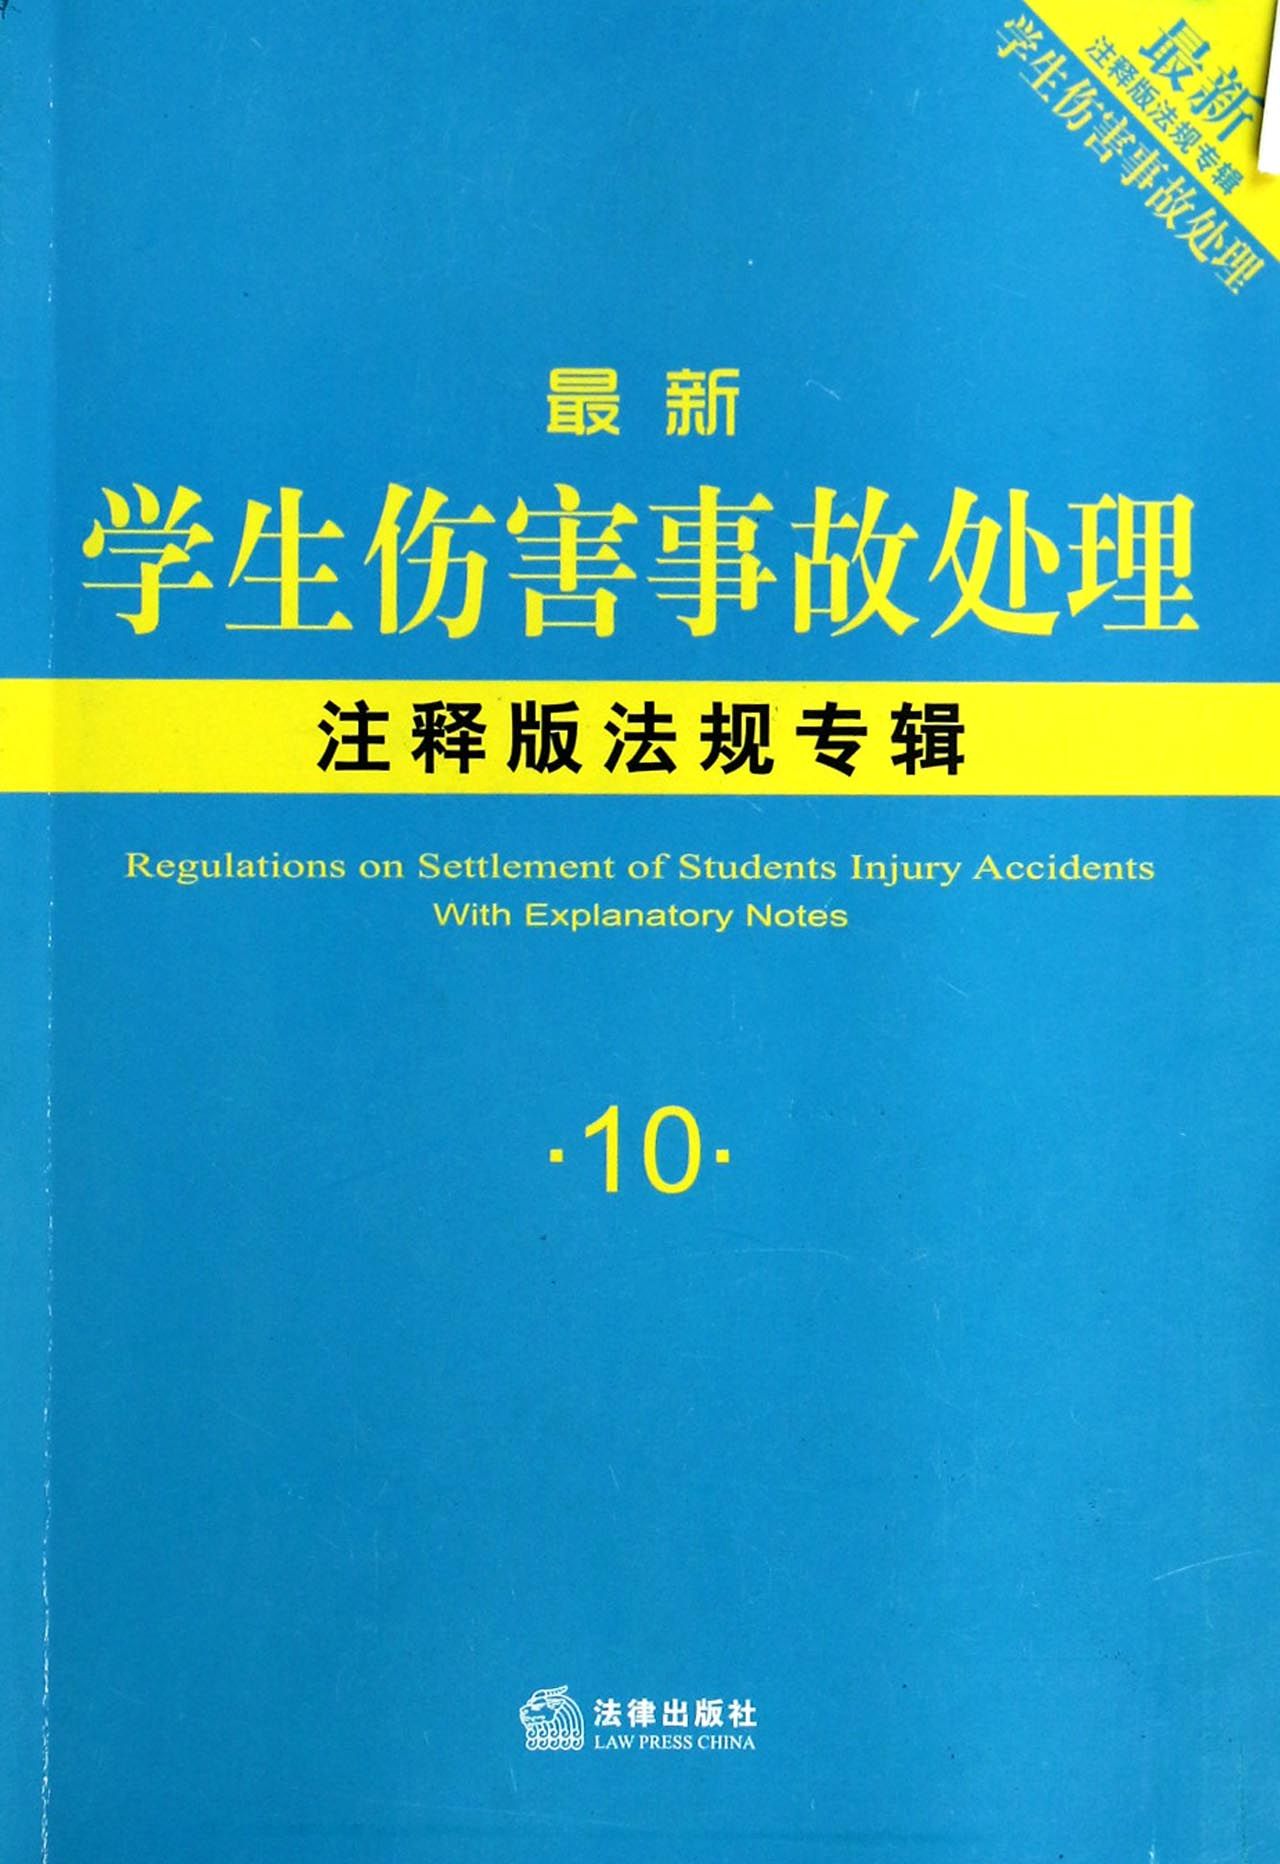 最新
注释版法规专辑
学生伤害事故处理
最新
学生伤害事故处理
注释版法规专辑
Regulations on Settlement of Students Injury Accidents
With Explanatory Notes
·10·
法律出版社
LAW PRESS CHINA